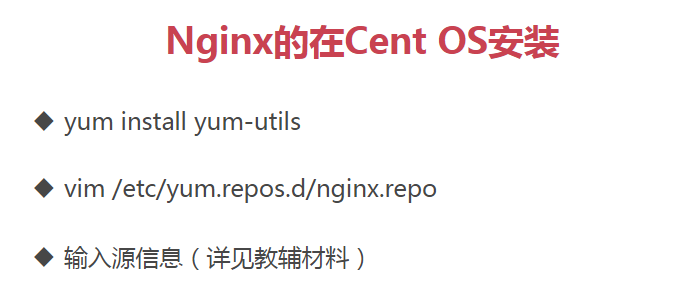 Nginx的在Cent OS安装
◆ yum install yum-utils
◆ vim /etc/yum.repos.d/nginx.repo
◆ 输入源信息（详见教辅材料）